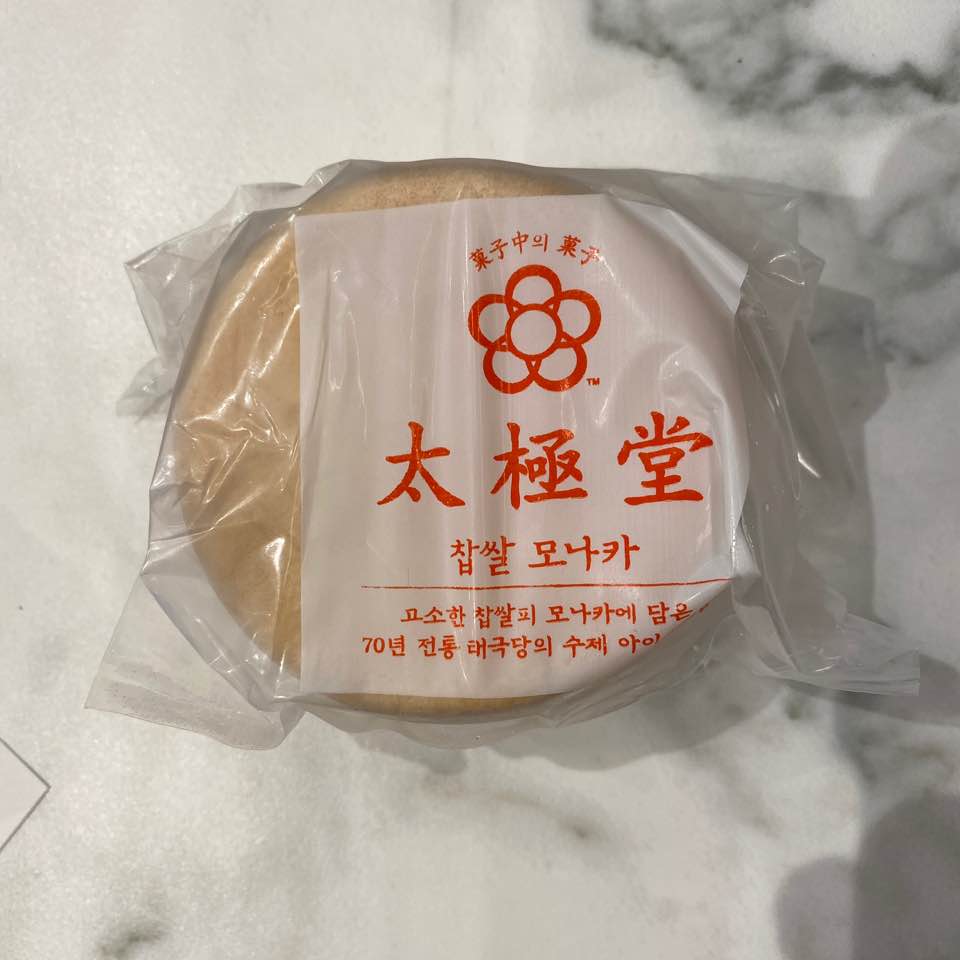 菓子中의 菓子
TM
太極堂
찹쌀 모나카
고소한 찹쌀피 모나카에 담은
70년 전통 태극당의 수제